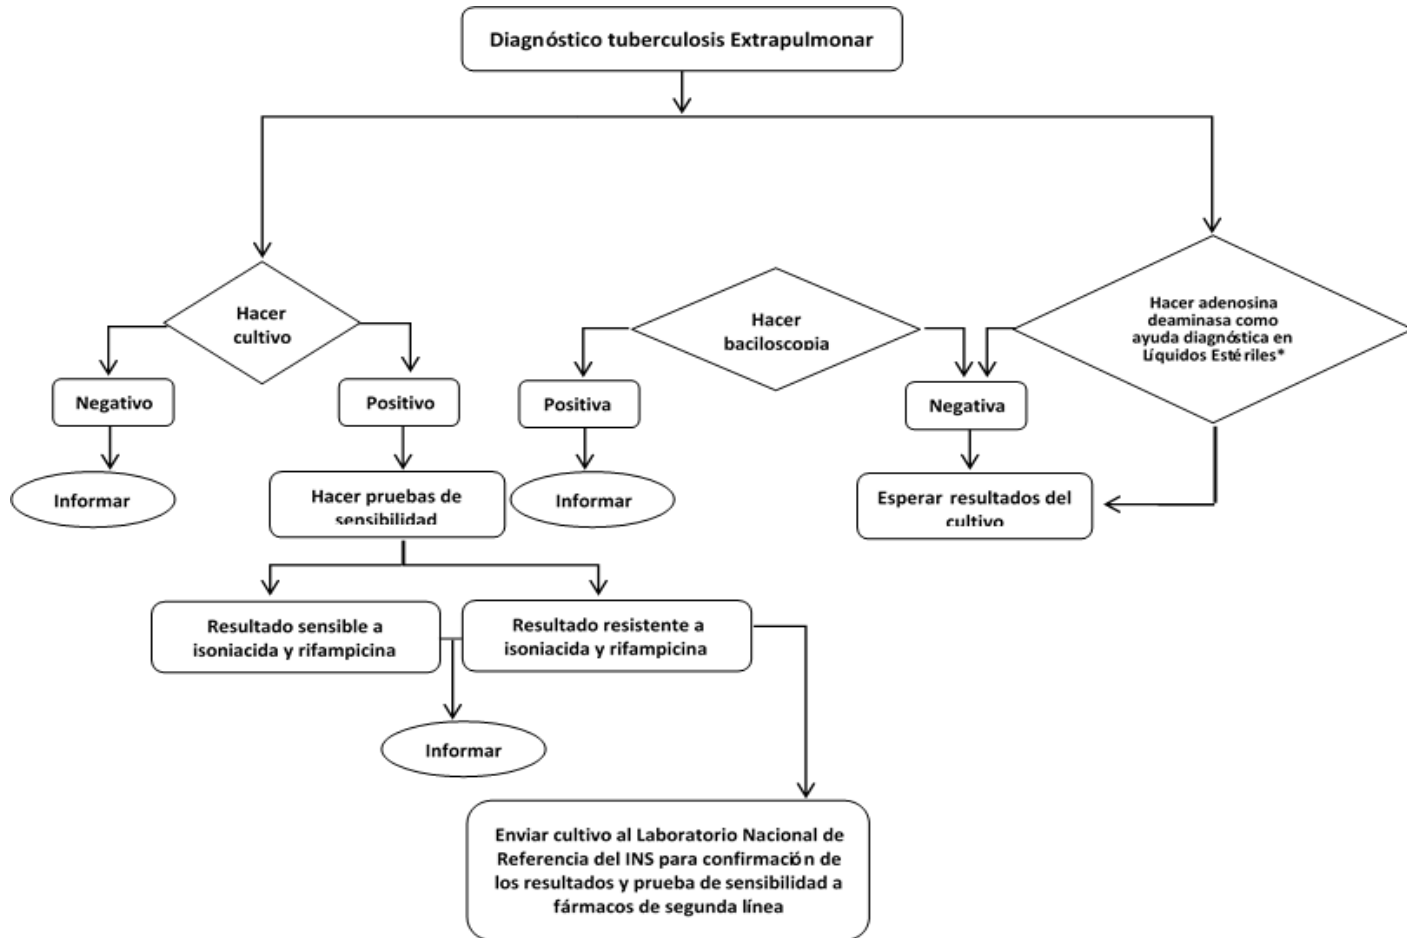 Diagnóstico tuberculosis Extrapulmonar
Hacer
cultivo
Hacer
baciloscopia
Hacer adenosina
deaminasa como
ayuda diagnóstica en
Líquidos Estériles*
Negativo
Positivo
Positiva
Negativa
Informar
Hacer pruebas de
sensibilidad
Informar
Esperar resultados del
cultivo
Resultado sensible a
isoniacida y rifampicina
Resultado resistente a
isoniacida y rifampicina
Informar
Enviar cultivo al Laboratorio Nacional de
Referencia del INS para confirmación de
los resultados y prueba de sensibilidad a
fármacos de segunda línea